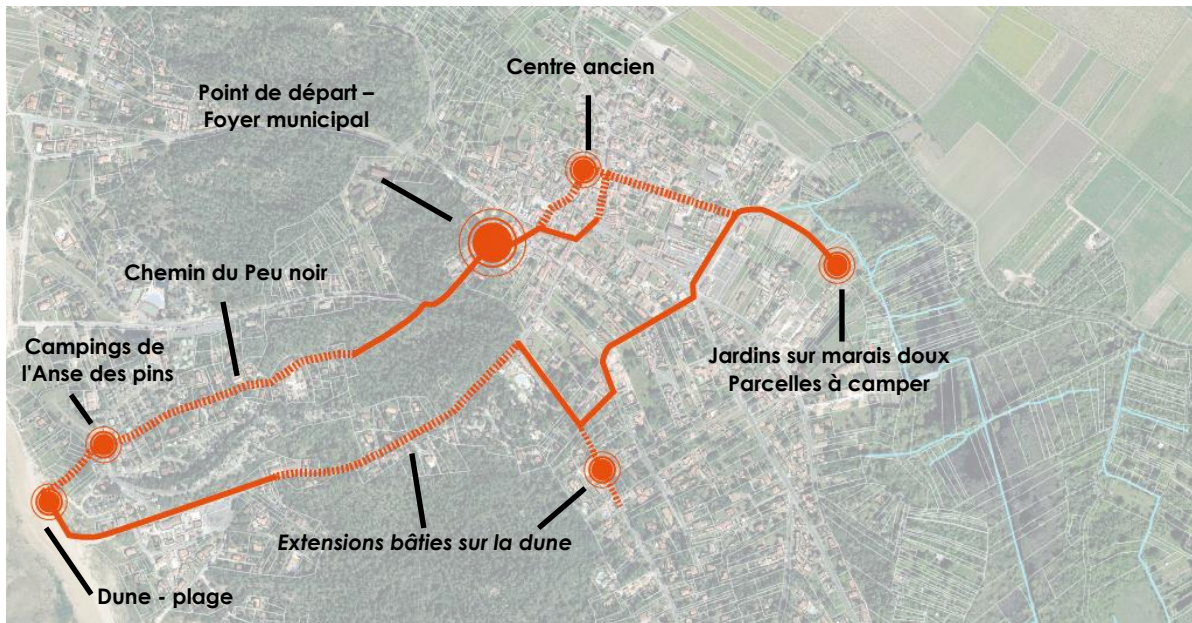 Centre ancien
Point de départ –
Foyer municipal
Chemin du Peu noir
Campings de
l'Anse des pins
Jardins sur marais doux
Parcelles à camper
Extensions bâties sur la dune
Dune - plage